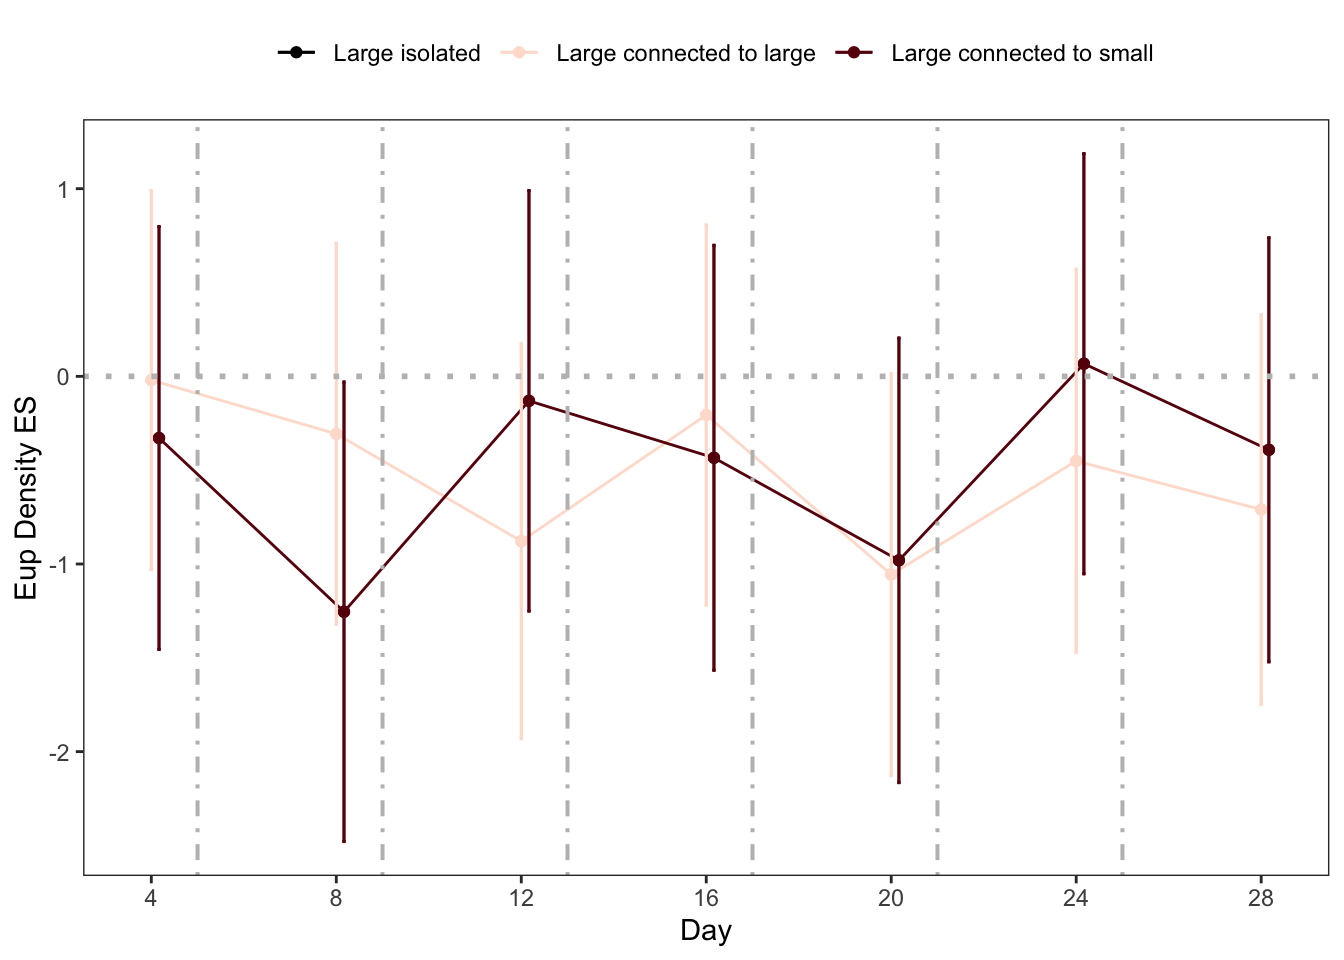 Large isolated Large connected to large Large connected to small
1
0
-1
-2
Eup Density ES
4 8 12 16 20 24 28
Day